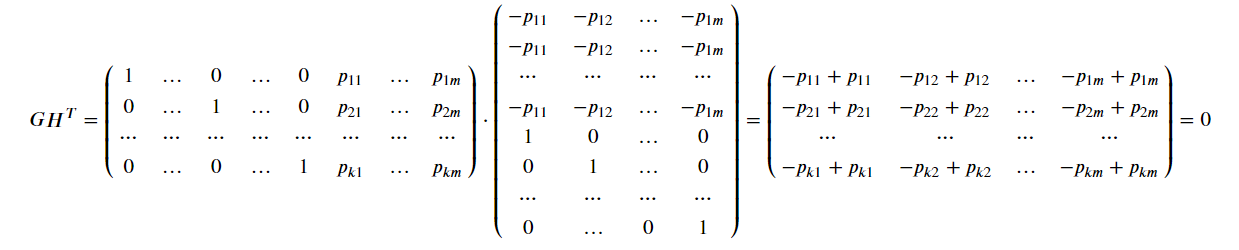 −p11 −p12 … −p1m
−p11 −p12 … −p1m
1 … 0 … 0 p11 … p1m ... ... ... ... −p11 + p11 −p12 + p12 … −p1m + p1m
0 … 1 … 0 p21 … p2m −p11 −p12 … −p1m −p21 + p21 −p22 + p22 … −p2m + p2m
GH^T = ... ... ... ... ... ... ... ... · 1 0 … 0 = ... ... ... ... = 0
0 … 0 … 1 pk1 … pkm 0 1 … 0 −pk1 + pk1 −pk2 + pk2 … −pkm + pkm
... ... ... ...
0 … 0 1